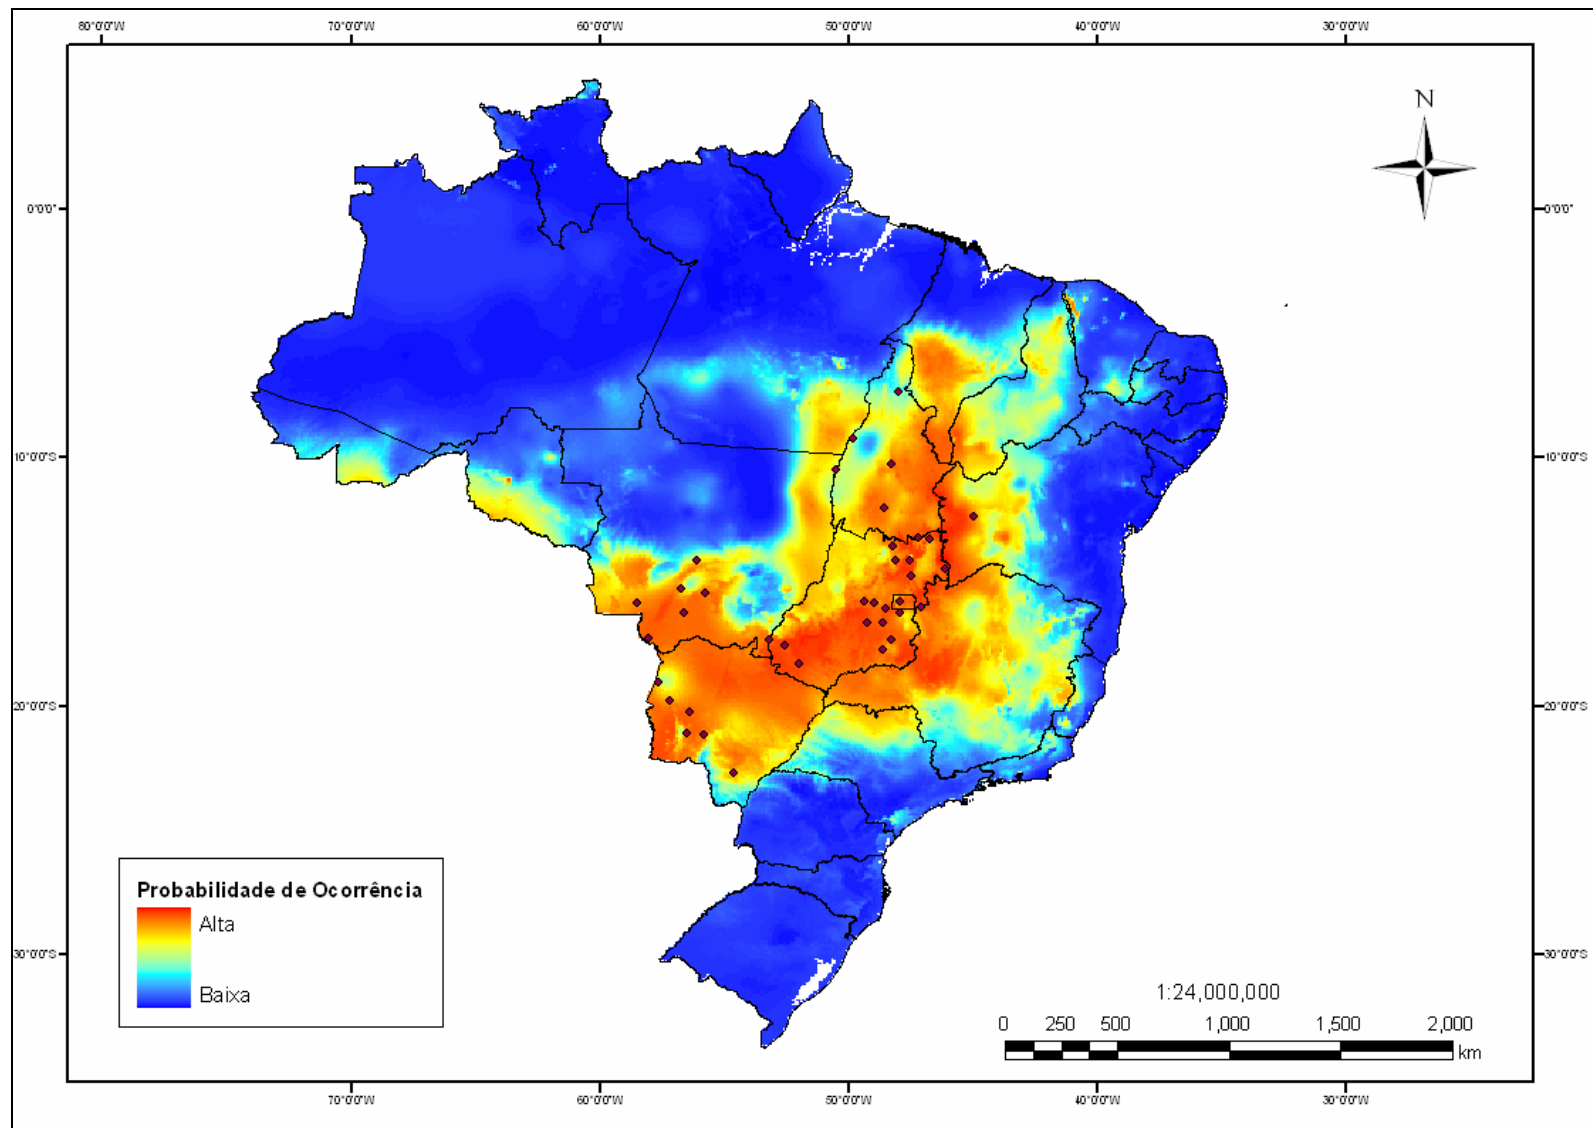 80°0'0"W 70°0'0"W 60°0'0"W 50°0'0"W 40°0'0"W 30°0'0"W
N
0°0'0" 0°0'0"
10°0'0"S 10°0'0"S
20°0'0"S 20°0'0"S
30°0'0"S 30°0'0"S
Probabilidade de Ocorrência
Alta
Baixa
1:24,000,000
0 250 500 1,000 1,500 2,000
km
70°0'0"W 60°0'0"W 50°0'0"W 40°0'0"W 30°0'0"W